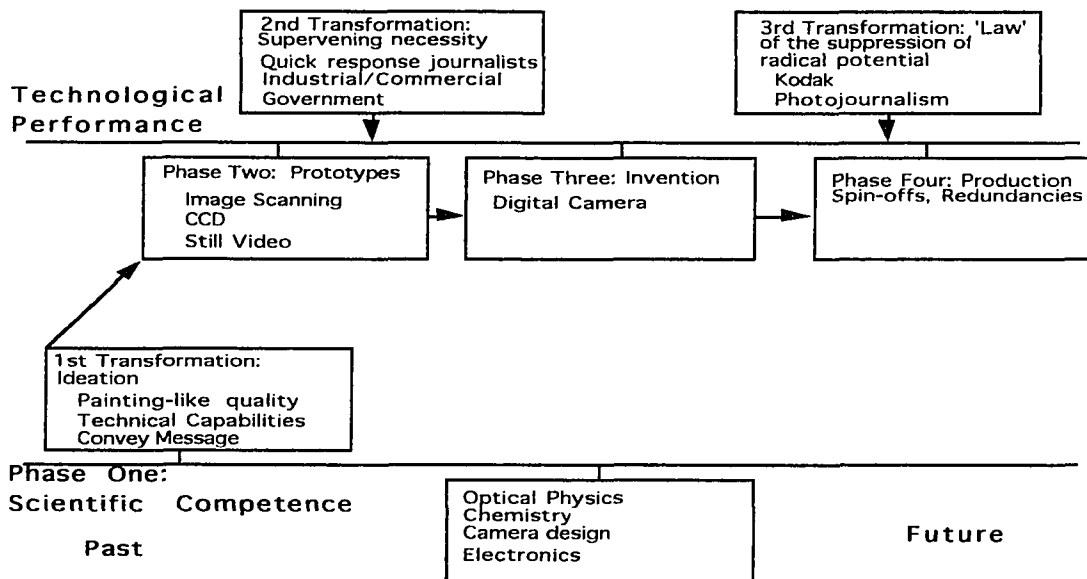 2nd Transformation:
Supervening necessity
Quick response journalists
Industrial/Commercial
Government
3rd Transformation: 'Law'
of the suppression of
radical potential
Kodak
Photojournalism
Technological
Performance
Phase Two: Prototypes
Image Scanning
CCD
Still Video
Phase Three: Invention
Digital Camera
Phase Four: Production
Spin-offs, Redundancies
1st Transformation:
Ideation
Painting-like quality
Technical Capabilities
Convey Message
Phase One:
Scientific Competence
Past
Optical Physics
Chemistry
Camera design
Electronics
Future